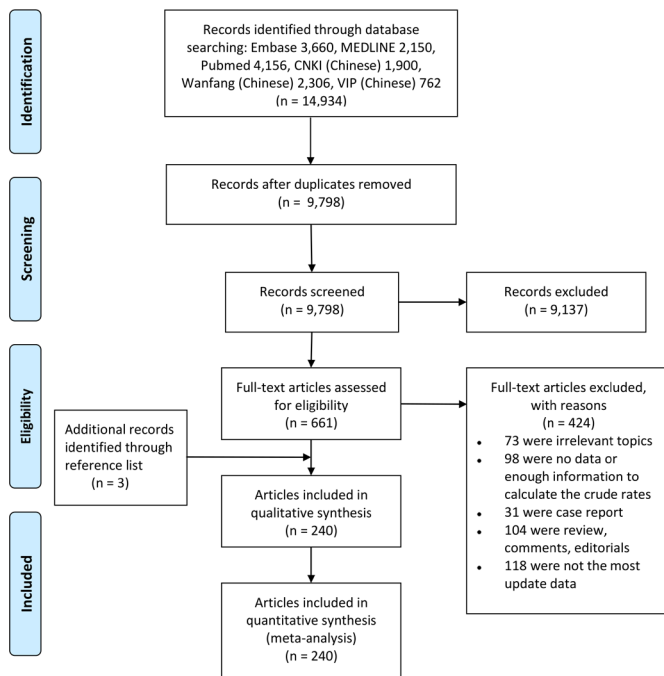 Identification
Records identified through database
searching: Embase 3,660, MEDLINE 2,150,
Pubmed 4,156, CNKI (Chinese) 1,900,
Wanfang (Chinese) 2,306, VIP (Chinese) 762
(n = 14,934)
Screening
Records after duplicates removed
(n = 9,798)
Records screened
(n = 9,798)
Records excluded
(n = 9,137)
Eligibility
Full-text articles assessed
for eligibility
(n = 661)
Full-text articles excluded,
with reasons
(n = 424)
• 73 were irrelevant topics
• 98 were no data or
enough information to
calculate the crude rates
• 31 were case report
• 104 were review,
comments, editorials
• 118 were not the most
update data
Additional records
identified through
reference list
(n = 3)
Articles included in
qualitative synthesis
(n = 240)
Included
Articles included in
quantitative synthesis
(meta-analysis)
(n = 240)